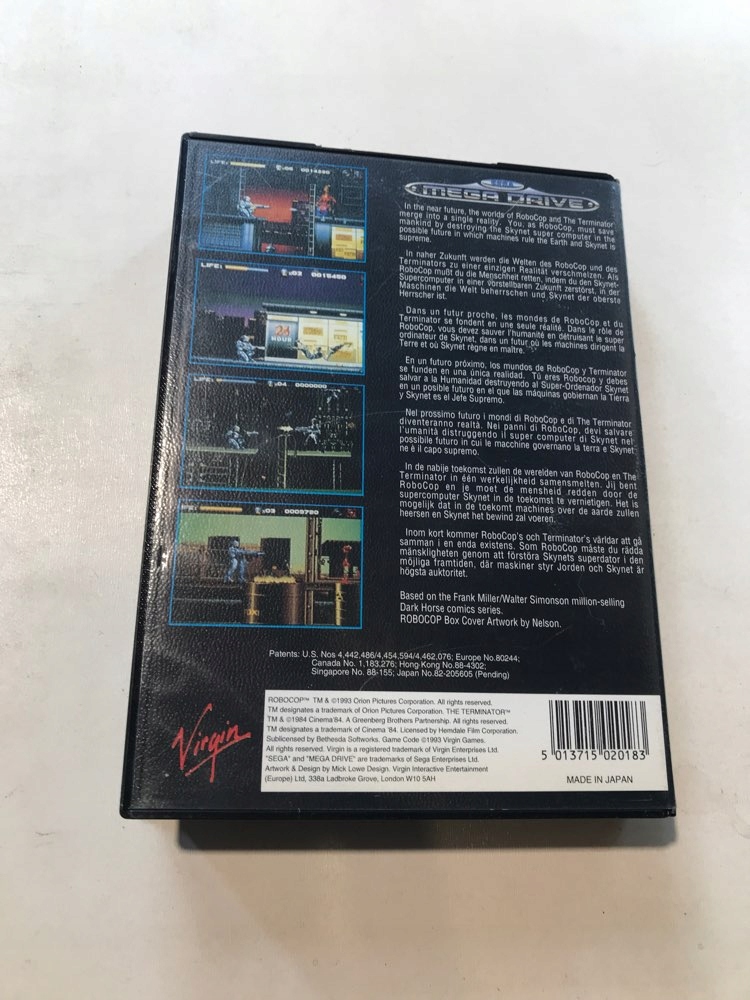 LIFE: :05 0014890
LIFE: :03 0015490
24
HOUR
LIFE: :04 0000000
:03 0009790
SEGA
MEGA DRIVE
In the near future, the worlds of RoboCop and The Terminator
merge into a single reality. You, as RoboCop, must save
mankind by destroying the Skynet super computer in the
possible future in which machines rule the Earth and Skynet is
supreme.
In naher Zukunft werden die Welten des RoboCop und des
Terminators zu einer einzigen Realität verschmelzen. Als
RoboCop mußt du die Menschheit retten, indem du den Skynet-
Supercomputer in einer vorstellbaren Zukunft zerstörst, in der
Maschinen die Welt beherrschen und Skynet der oberste
Herrscher ist.
Dans un futur proche, les mondes de RoboCop et du
Terminator se fondent en une seule réalité. Dans le rôle de
RoboCop, vous devez sauver l'humanité en détruisant le super
ordinateur de Skynet, dans un futur où les machines dirigent la
Terre et où Skynet règne en maître.
En un futuro próximo, los mundos de RoboCop y Terminator
se funden en una única realidad. Tú eres Robocop y debes
salvar a la Humanidad destruyendo al Super-Ordenador Skynet
en un posible futuro en el que las máquinas gobiernan la Tierra
y Skynet es el Jefe Supremo.
Nel prossimo futuro i mondi di RoboCop e di The Terminator
diventeranno realtà. Nei panni di RoboCop, devi salvare
l'umanità distruggendo il super computer di Skynet nel
possibile futuro in cui le macchine governano la terra e Skynet
ne è il capo supremo.
In de nabije toekomst zullen de werelden van RoboCop en The
Terminator in één werkelijkheid samensmelten. Jij bent
RoboCop en je moet de mensheid redden door de
supercomputer Skynet in de toekomst te vernietigen. Het is
mogelijk dat in de toekomt machines over de aarde zullen
heersen en Skynet het bewind zal voeren.
Inom kort kommer RoboCop's och Terminator's världar att gå
samman i en enda existens. Som RoboCop måste du rädda
mänskligheten genom att förstöra Skynets superdator i den
möjliga framtiden, där maskiner styr Jorden och Skynet är
högsta auktoritet.
Based on the Frank Miller/Walter Simonson million-selling
Dark Horse comics series.
ROBOCOP Box Cover Artwork by Nelson.
Patents: U.S. Nos 4,442,486/4,454,594/4,462,076; Europe No.80244;
Canada No. 1,183,276; Hong Kong No.88-4302;
Singapore No. 88-155; Japan No.82-205605 (Pending)
Virgin
ROBOCOP™ TM & ©1993 Orion Pictures Corporation. All rights reserved.
TM designates a trademark of Orion Pictures Corporation. THE TERMINATOR™
TM & ©1984 Cinema'84. A Greenberg Brothers Partnership. All rights reserved.
TM designates a trademark of Cinema '84. Licensed by Hemdale Film Corporation.
Sublicensed by Bethesda Softworks. Game Code ©1993 Virgin Games.
All rights reserved. Virgin is a registered trademark of Virgin Enterprises Ltd.
"SEGA" and "MEGA DRIVE" are trademarks of Sega Enterprises Ltd.
Artwork & Design by Mick Lowe Design. Virgin Interactive Entertainment
(Europe) Ltd, 338a Ladbroke Grove, London W10 5AH
5 013715 020183
MADE IN JAPAN